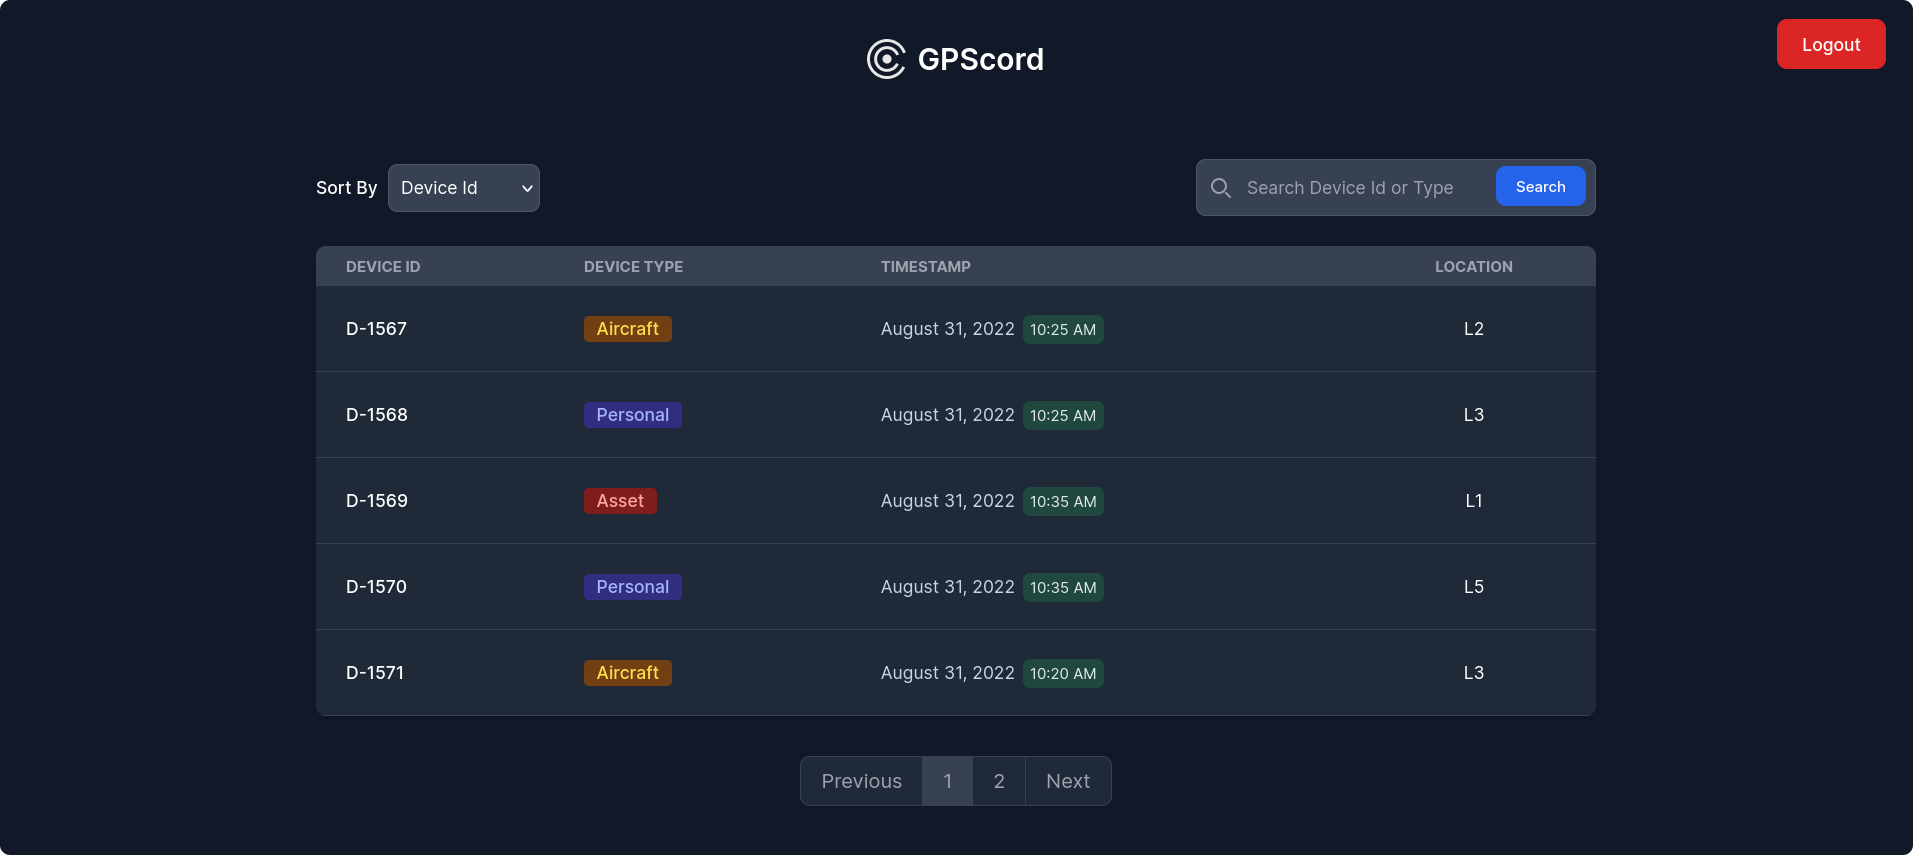 GPScord
Logout
Sort By Device Id
Search Device Id or Type Search
DEVICE ID DEVICE TYPE TIMESTAMP LOCATION
D-1567 Aircraft August 31, 2022 10:25 AM L2
D-1568 Personal August 31, 2022 10:25 AM L3
D-1569 Asset August 31, 2022 10:35 AM L1
D-1570 Personal August 31, 2022 10:35 AM L5
D-1571 Aircraft August 31, 2022 10:20 AM L3
Previous 1 2 Next